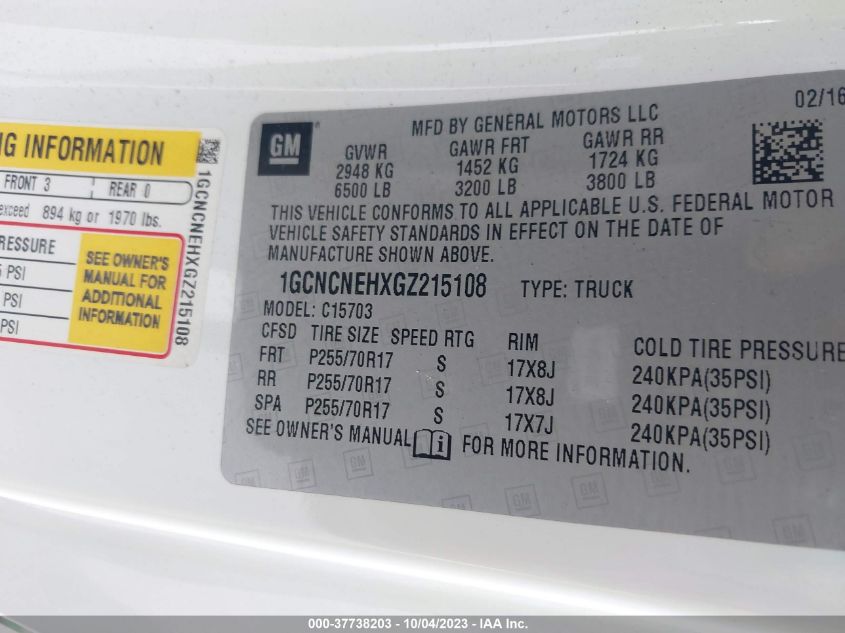 NG INFORMATION
FRONT 3 REAR 0
exceed 894 kg or 1970 lbs.
RESSURE
PSI
PSI
PSI
SEE OWNER'S
MANUAL FOR
ADDITIONAL
INFORMATION
1GCNCNEHXGZ215108
GM
MFD BY GENERAL MOTORS LLC
02/16
GVWR GAWR FRT GAWR RR
2948 KG 1452 KG 1724 KG
6500 LB 3200 LB 3800 LB
THIS VEHICLE CONFORMS TO ALL APPLICABLE U.S. FEDERAL MOTOR
VEHICLE SAFETY STANDARDS IN EFFECT ON THE DATE OF
MANUFACTURE SHOWN ABOVE.
1GCNCNEHXGZ215108 TYPE: TRUCK
MODEL: C15703
CFSD TIRE SIZE SPEED RTG RIM COLD TIRE PRESSURE
FRT P255/70R17 S 17X8J 240KPA(35PSI)
RR P255/70R17 S 17X8J 240KPA(35PSI)
SPA P255/70R17 S 17X7J 240KPA(35PSI)
SEE OWNER'S MANUAL i FOR MORE INFORMATION.
000-37738203 - 10/04/2023 - IAA Inc.